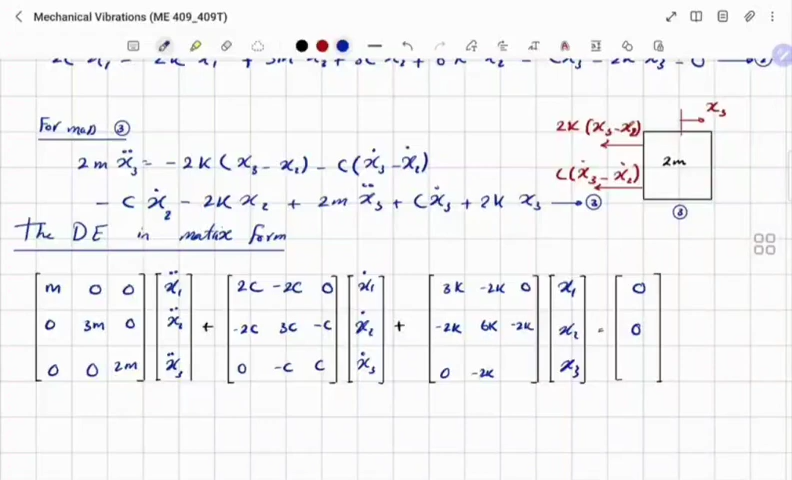 Mechanical Vibrations (ME 409_409T)
For mass ③
2m ẍ₃ = - 2K (x₃ - x₂) - C(ẋ₃ - ẋ₂)
- C ẋ₂ - 2K x₂ + 2m ẍ₃ + Cẋ₃ + 2K x₃ → ③
The DE in matrix form
x₃
2K (x₃-x₂)
2m
C(ẋ₃ - ẋ₂)
③
m 0 0 ẍ₁ 2C -2C 0 ẋ₁ 3K -2K 0 x₁ 0
0 3m 0 ẍ₂ + -2C 3C -C ẋ₂ + -2K 6K -2K x₂ = 0
0 0 2m ẍ₃ 0 -C C ẋ₃ 0 -2K x₃